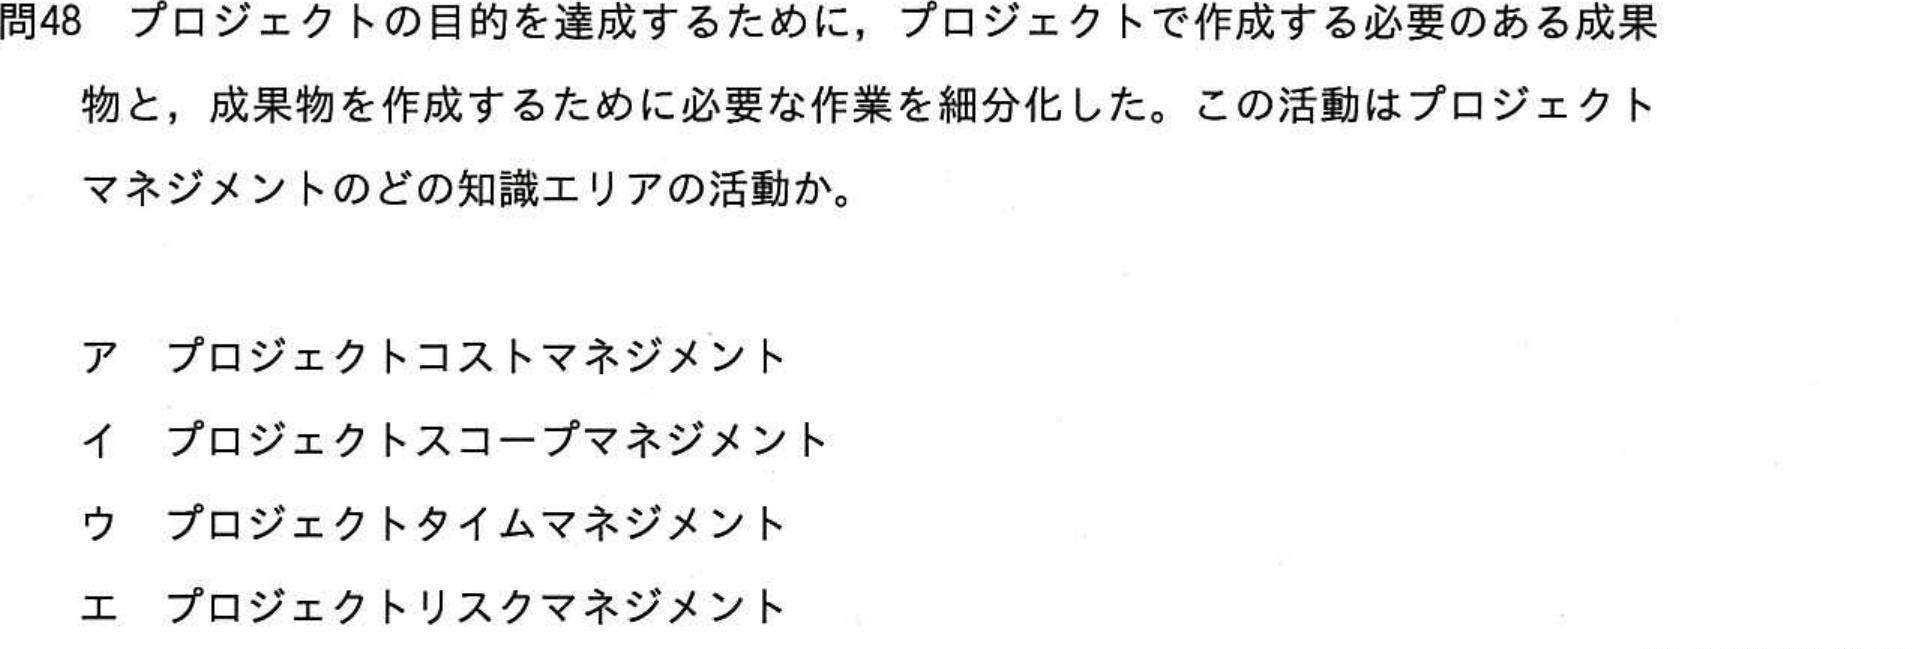 問48　プロジェクトの目的を達成するために，プロジェクトで作成する必要のある成果
物と，成果物を作成するために必要な作業を細分化した。この活動はプロジェクト
マネジメントのどの知識エリアの活動か。
ア　プロジェクトコストマネジメント
イ　プロジェクトスコープマネジメント
ウ　プロジェクトタイムマネジメント
エ　プロジェクトリスクマネジメント